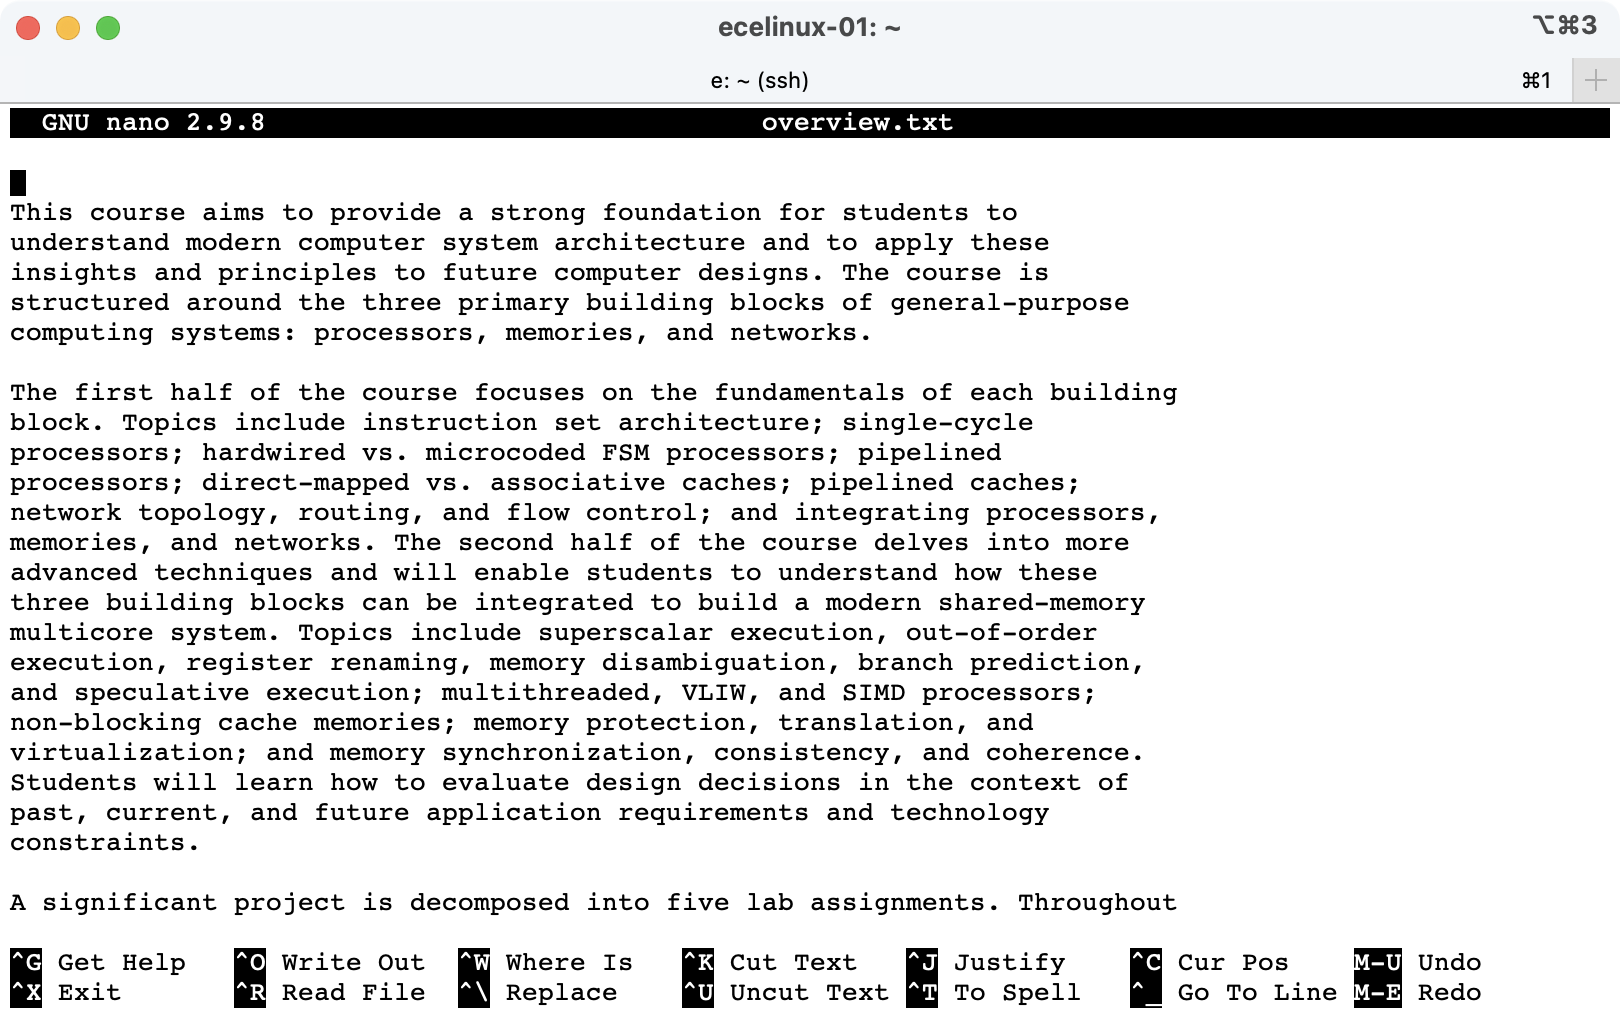 ecelinux-01: ~ ⌥⌘3
e: ~ (ssh) ⌘1 +
GNU nano 2.9.8 overview.txt
This course aims to provide a strong foundation for students to
understand modern computer system architecture and to apply these
insights and principles to future computer designs. The course is
structured around the three primary building blocks of general-purpose
computing systems: processors, memories, and networks.
The first half of the course focuses on the fundamentals of each building
block. Topics include instruction set architecture; single-cycle
processors; hardwired vs. microcoded FSM processors; pipelined
processors; direct-mapped vs. associative caches; pipelined caches;
network topology, routing, and flow control; and integrating processors,
memories, and networks. The second half of the course delves into more
advanced techniques and will enable students to understand how these
three building blocks can be integrated to build a modern shared-memory
multicore system. Topics include superscalar execution, out-of-order
execution, register renaming, memory disambiguation, branch prediction,
and speculative execution; multithreaded, VLIW, and SIMD processors;
non-blocking cache memories; memory protection, translation, and
virtualization; and memory synchronization, consistency, and coherence.
Students will learn how to evaluate design decisions in the context of
past, current, and future application requirements and technology
constraints.
A significant project is decomposed into five lab assignments. Throughout
^G Get Help ^O Write Out ^W Where Is ^K Cut Text ^J Justify ^C Cur Pos M-U Undo
^X Exit ^R Read File ^\ Replace ^U Uncut Text ^T To Spell ^_ Go To Line M-E Redo